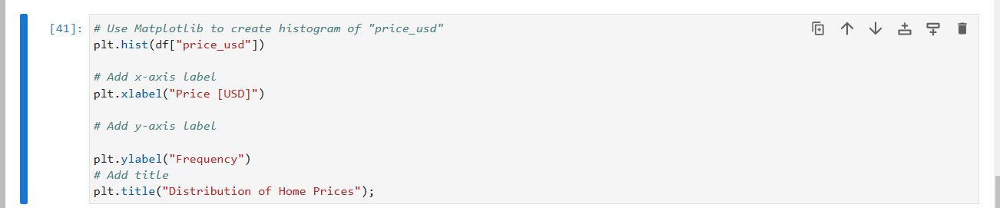 [41]: # Use Matplotlib to create histogram of "price_usd"
plt.hist(df["price_usd"])
# Add x-axis label
plt.xlabel("Price [USD]")
# Add y-axis label
plt.ylabel("Frequency")
# Add title
plt.title("Distribution of Home Prices");